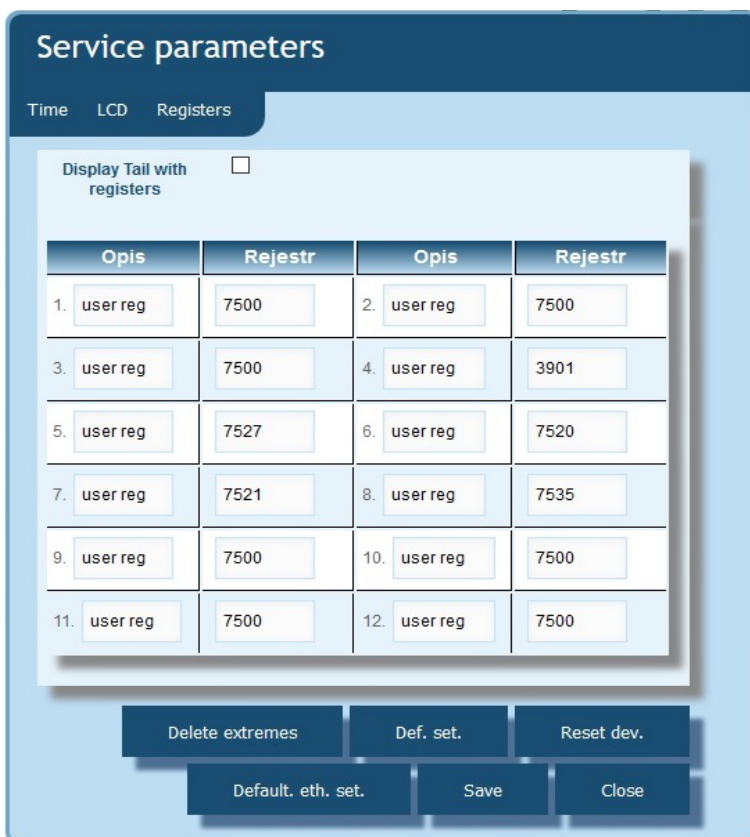 Service parameters
Time LCD Registers
Display Tail with
registers
Opis Rejestr Opis Rejestr
1. user reg 7500 2. user reg 7500
3. user reg 7500 4. user reg 3901
5. user reg 7527 6. user reg 7520
7. user reg 7521 8. user reg 7535
9. user reg 7500 10. user reg 7500
11. user reg 7500 12. user reg 7500
Delete extremes Def. set. Reset dev.
Default. eth. set. Save Close